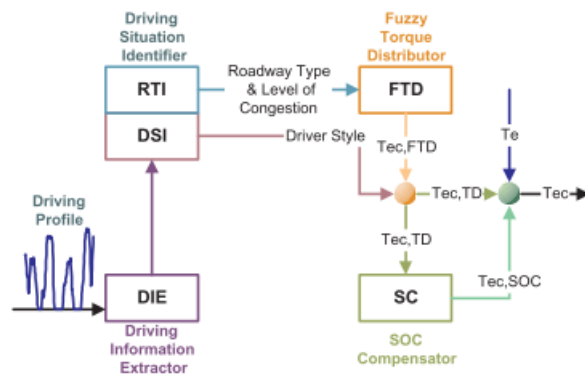 Driving
Situation
Identifier
Fuzzy
Torque
Distributor
RTI
Roadway Type
& Level of
Congestion
FTD
DSI
Driver Style
Tec,FTD
Te
Tec,TD
Tec
Driving
Profile
Tec,TD
DIE
SC
Tec,SOC
Driving
Information
Extractor
SOC
Compensator